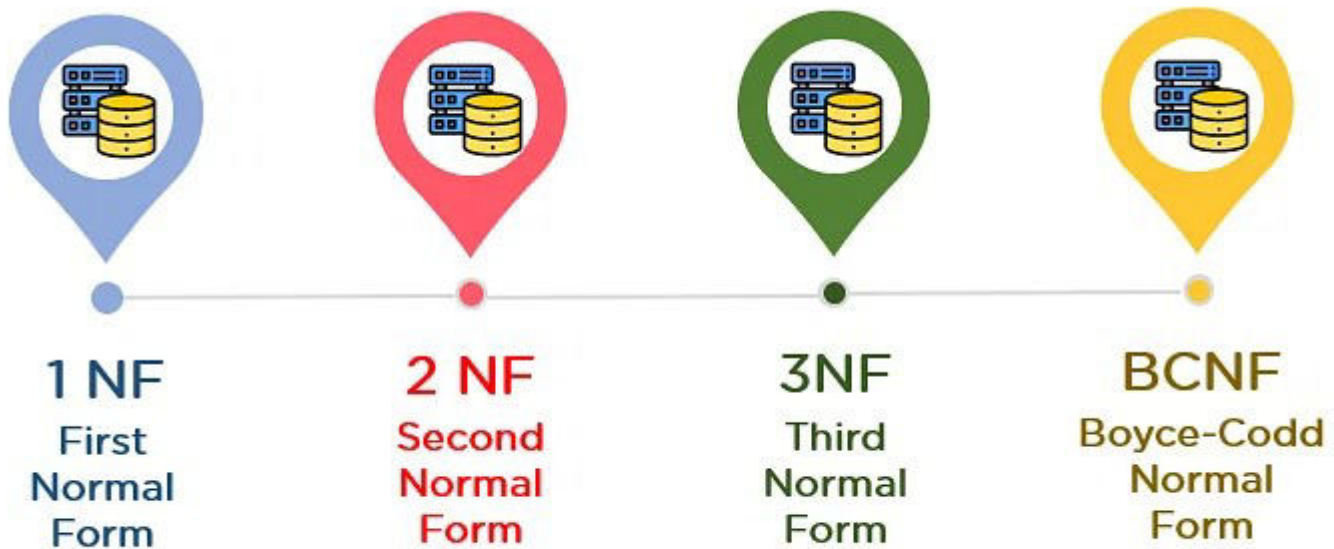 1 NF
First
Normal
Form
2 NF
Second
Normal
Form
3NF
Third
Normal
Form
BCNF
Boyce-Codd
Normal
Form